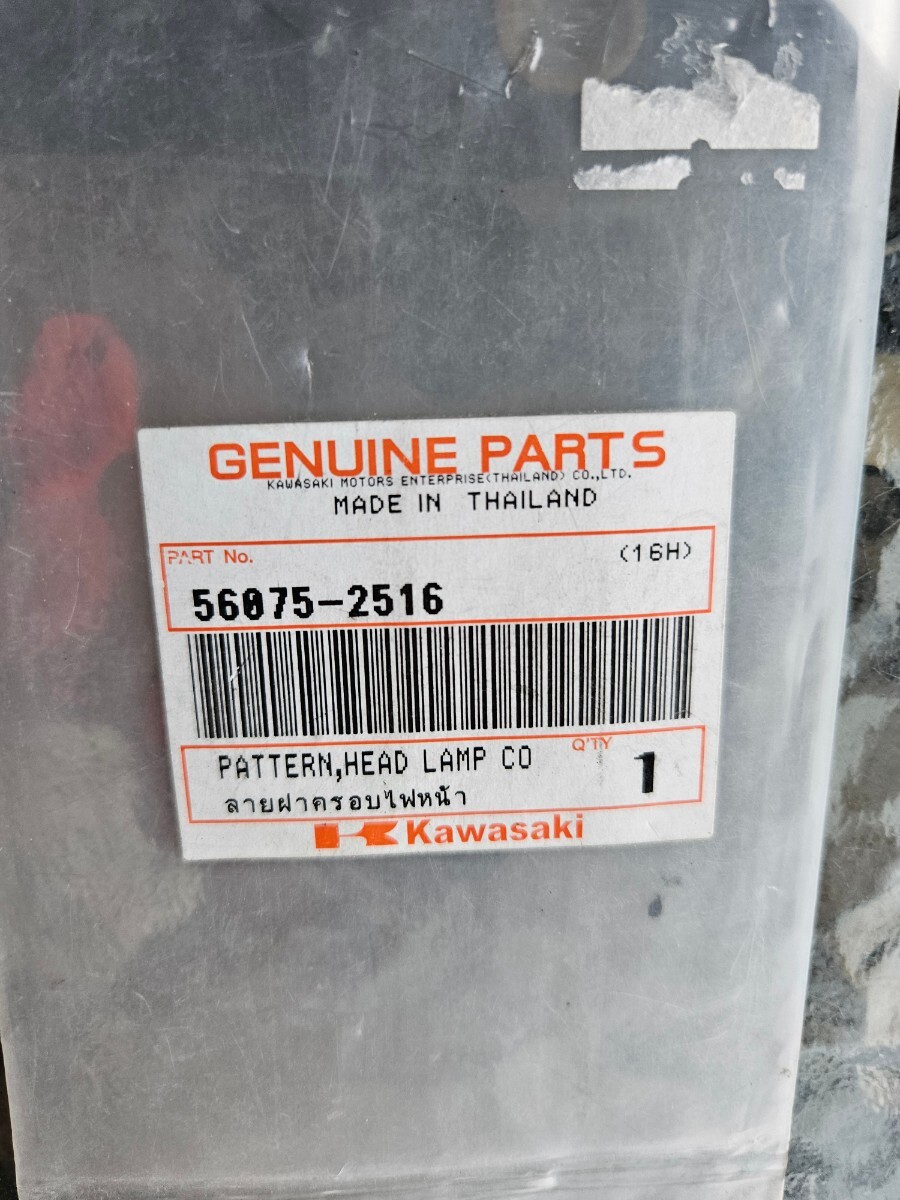 GENUINE PARTS
KAWASAKI MOTORS ENTERPRISE(THAILAND) CO.,LTD.
MADE IN THAILAND
PART No. (16H)
56075-2516
PATTERN,HEAD LAMP CO Q'TY 1
ลายฝาครอบไฟหน้า
Kawasaki